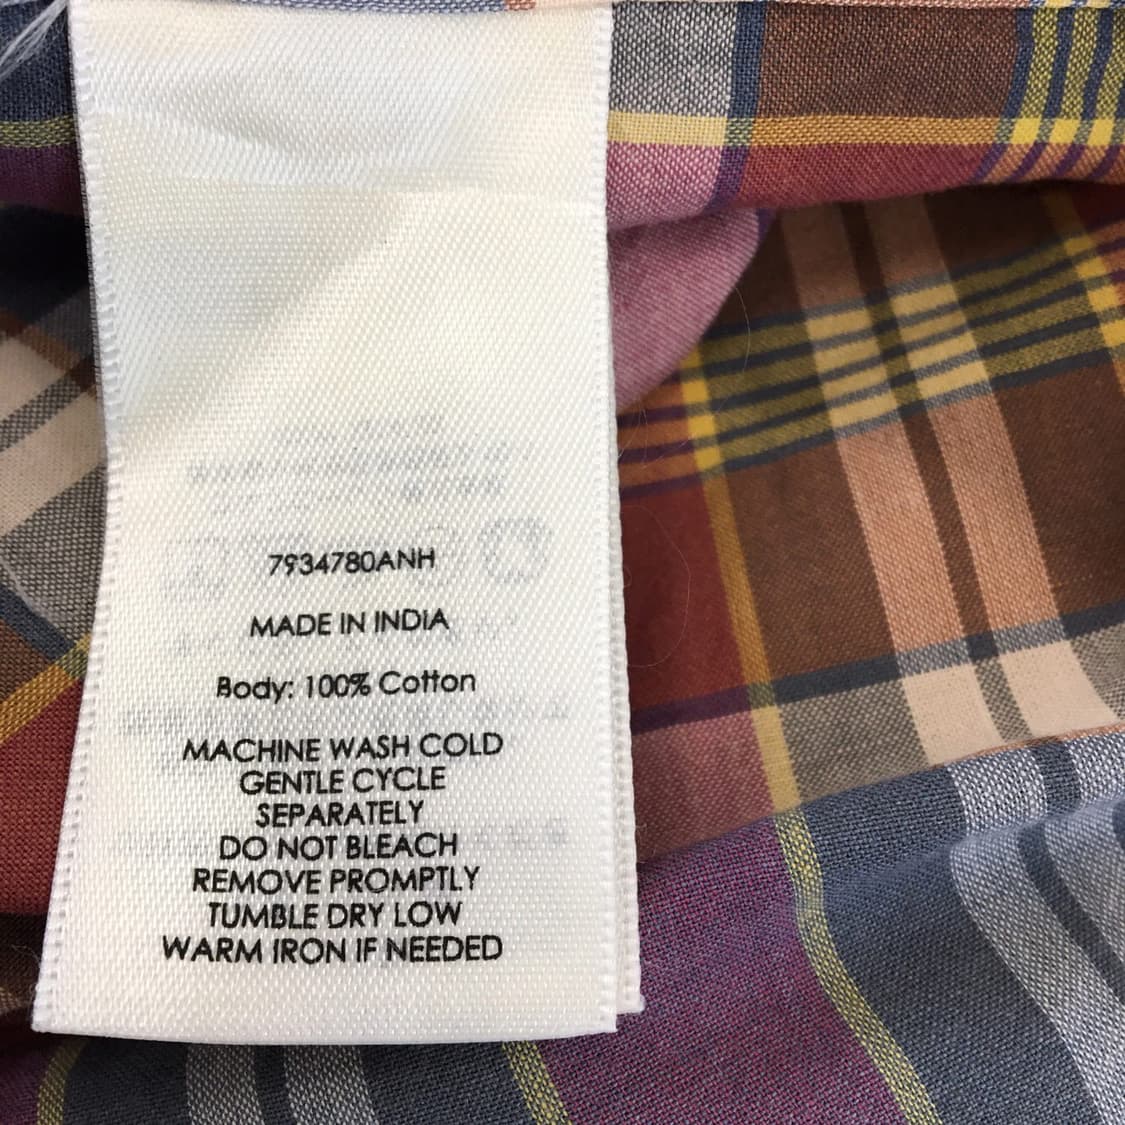 7934780ANH
MADE IN INDIA
Body: 100% Cotton
MACHINE WASH COLD
GENTLE CYCLE
SEPARATELY
DO NOT BLEACH
REMOVE PROMPTLY
TUMBLE DRY LOW
WARM IRON IF NEEDED